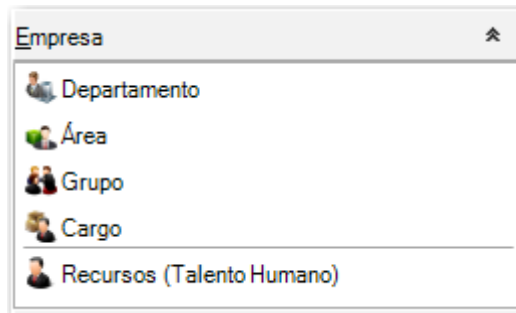 Empresa
Departamento
Área
Grupo
Cargo
Recursos (Talento Humano)